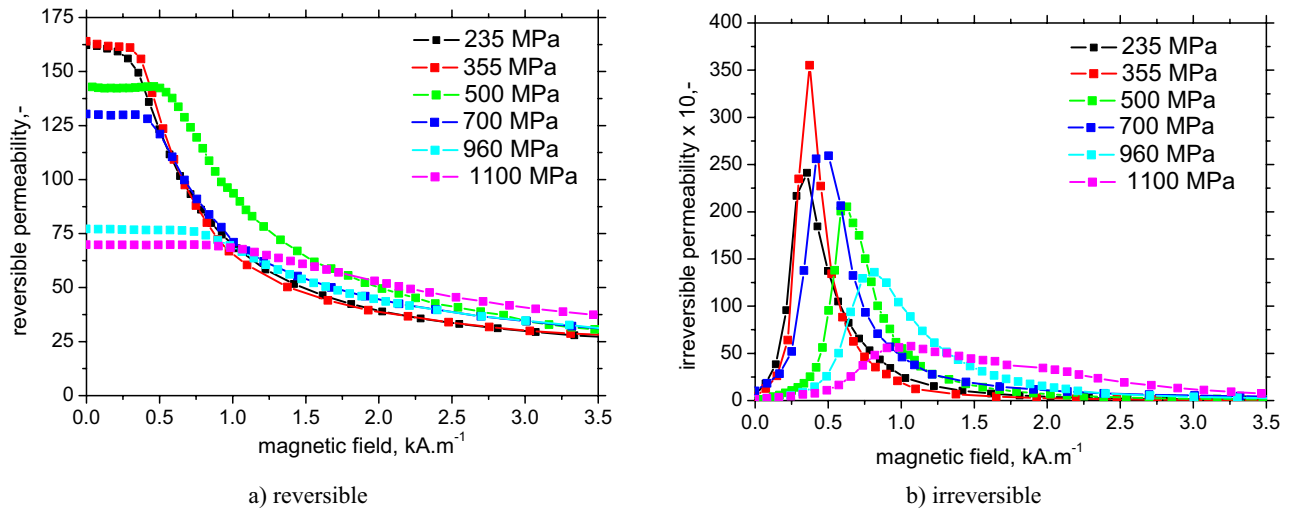 175
150
125
100
75
50
25
0
reversible permeability,-
235 MPa
355 MPa
500 MPa
700 MPa
960 MPa
1100 MPa
0.0 0.5 1.0 1.5 2.0 2.5 3.0 3.5
magnetic field, kA.m⁻¹
a) reversible
400
350
300
250
200
150
100
50
0
irreversible permeability x 10,-
235 MPa
355 MPa
500 MPa
700 MPa
960 MPa
1100 MPa
0.0 0.5 1.0 1.5 2.0 2.5 3.0 3.5
magnetic field, kA.m⁻¹
b) irreversible